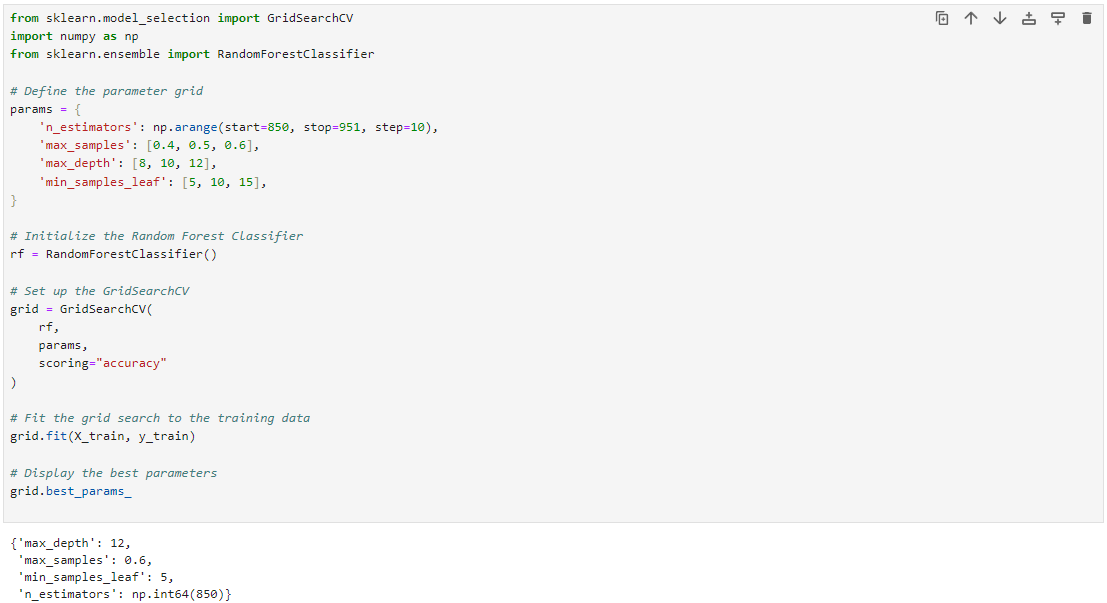 from sklearn.model_selection import GridSearchCV
import numpy as np
from sklearn.ensemble import RandomForestClassifier

# Define the parameter grid
params = {
    'n_estimators': np.arange(start=850, stop=951, step=10),
    'max_samples': [0.4, 0.5, 0.6],
    'max_depth': [8, 10, 12],
    'min_samples_leaf': [5, 10, 15],
}

# Initialize the Random Forest Classifier
rf = RandomForestClassifier()

# Set up the GridSearchCV
grid = GridSearchCV(
    rf,
    params,
    scoring="accuracy"
)

# Fit the grid search to the training data
grid.fit(X_train, y_train)

# Display the best parameters
grid.best_params_

{'max_depth': 12,
 'max_samples': 0.6,
 'min_samples_leaf': 5,
 'n_estimators': np.int64(850)}